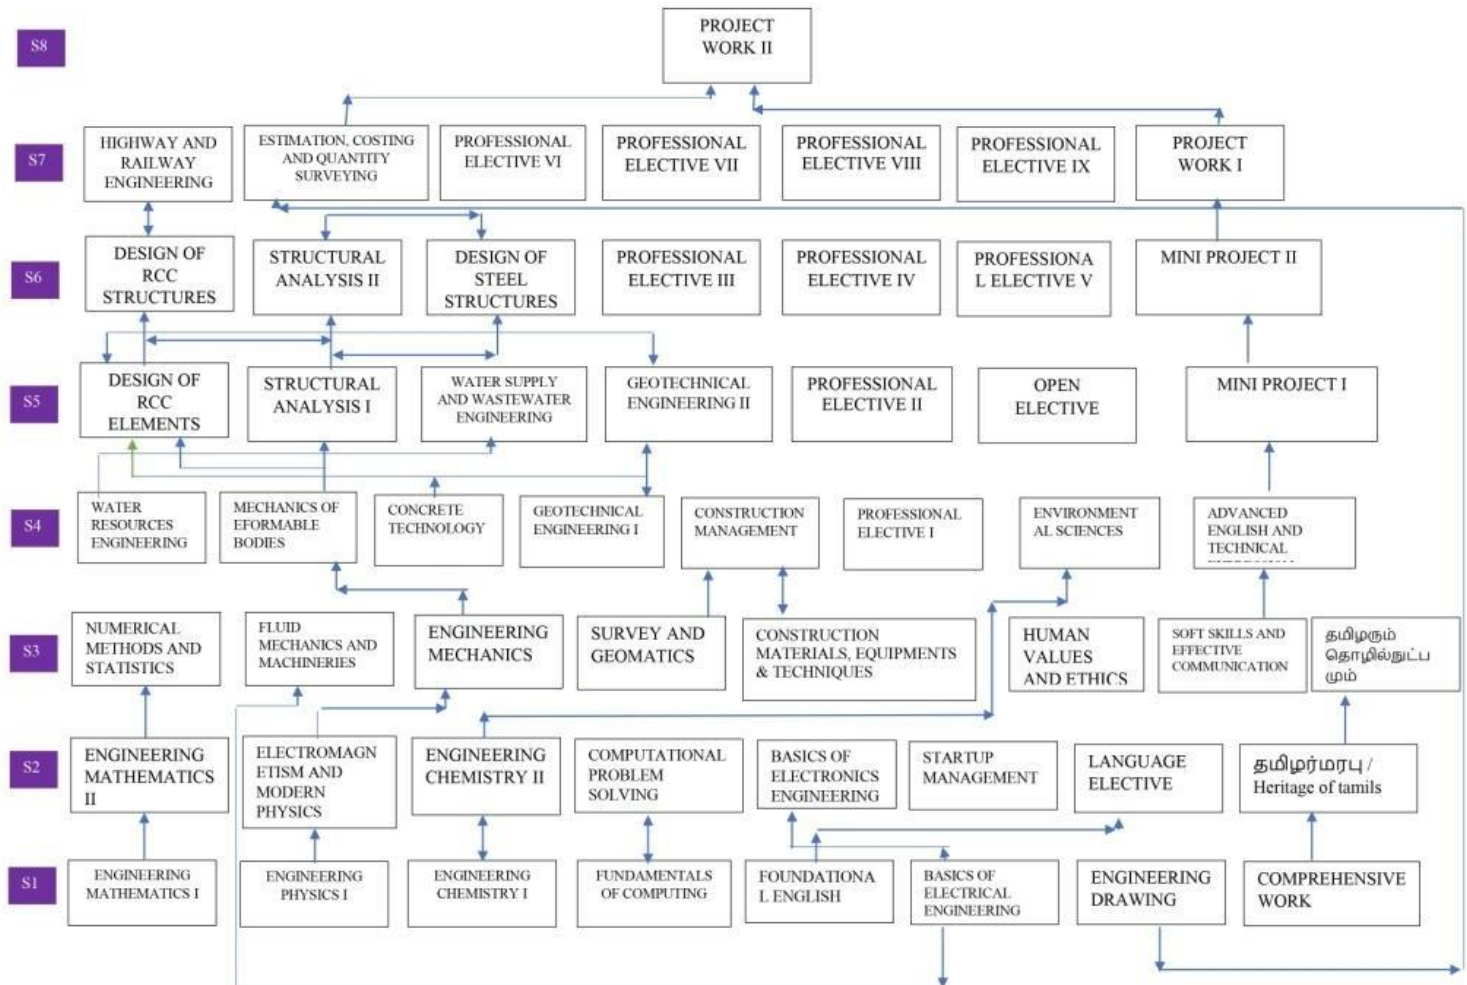 S8
PROJECT
WORK II
S7
HIGHWAY AND
RAILWAY
ENGINEERING
ESTIMATION, COSTING
AND QUANTITY
SURVEYING
PROFESSIONAL
ELECTIVE VI
PROFESSIONAL
ELECTIVE VII
PROFESSIONAL
ELECTIVE VIII
PROFESSIONAL
ELECTIVE IX
PROJECT
WORK I
S6
DESIGN OF
RCC
STRUCTURES
STRUCTURAL
ANALYSIS II
DESIGN OF
STEEL
STRUCTURES
PROFESSIONAL
ELECTIVE III
PROFESSIONAL
ELECTIVE IV
PROFESSIONA
L ELECTIVE V
MINI PROJECT II
S5
DESIGN OF
RCC
ELEMENTS
STRUCTURAL
ANALYSIS I
WATER SUPPLY
AND WASTEWATER
ENGINEERING
GEOTECHNICAL
ENGINEERING II
PROFESSIONAL
ELECTIVE II
OPEN
ELECTIVE
MINI PROJECT I
S4
WATER
RESOURCES
ENGINEERING
MECHANICS OF
EFORMABLE
BODIES
CONCRETE
TECHNOLOGY
GEOTECHNICAL
ENGINEERING I
CONSTRUCTION
MANAGEMENT
PROFESSIONAL
ELECTIVE I
ENVIRONMENT
AL SCIENCES
ADVANCED
ENGLISH AND
TECHNICAL
S3
NUMERICAL
METHODS AND
STATISTICS
FLUID
MECHANICS AND
MACHINERIES
ENGINEERING
MECHANICS
SURVEY AND
GEOMATICS
CONSTRUCTION
MATERIALS, EQUIPMENTS
& TECHNIQUES
HUMAN
VALUES
AND ETHICS
SOFT SKILLS AND
EFFECTIVE
COMMUNICATION
தமிழரும்
தொழில்நுட்ப
மும்
S2
ENGINEERING
MATHEMATICS
II
ELECTROMAGN
ETISM AND
MODERN
PHYSICS
ENGINEERING
CHEMISTRY II
COMPUTATIONAL
PROBLEM
SOLVING
BASICS OF
ELECTRONICS
ENGINEERING
STARTUP
MANAGEMENT
LANGUAGE
ELECTIVE
தமிழர்மரபு /
Heritage of tamils
S1
ENGINEERING
MATHEMATICS I
ENGINEERING
PHYSICS I
ENGINEERING
CHEMISTRY I
FUNDAMENTALS
OF COMPUTING
FOUNDATIONA
L ENGLISH
BASICS OF
ELECTRICAL
ENGINEERING
ENGINEERING
DRAWING
COMPREHENSIVE
WORK